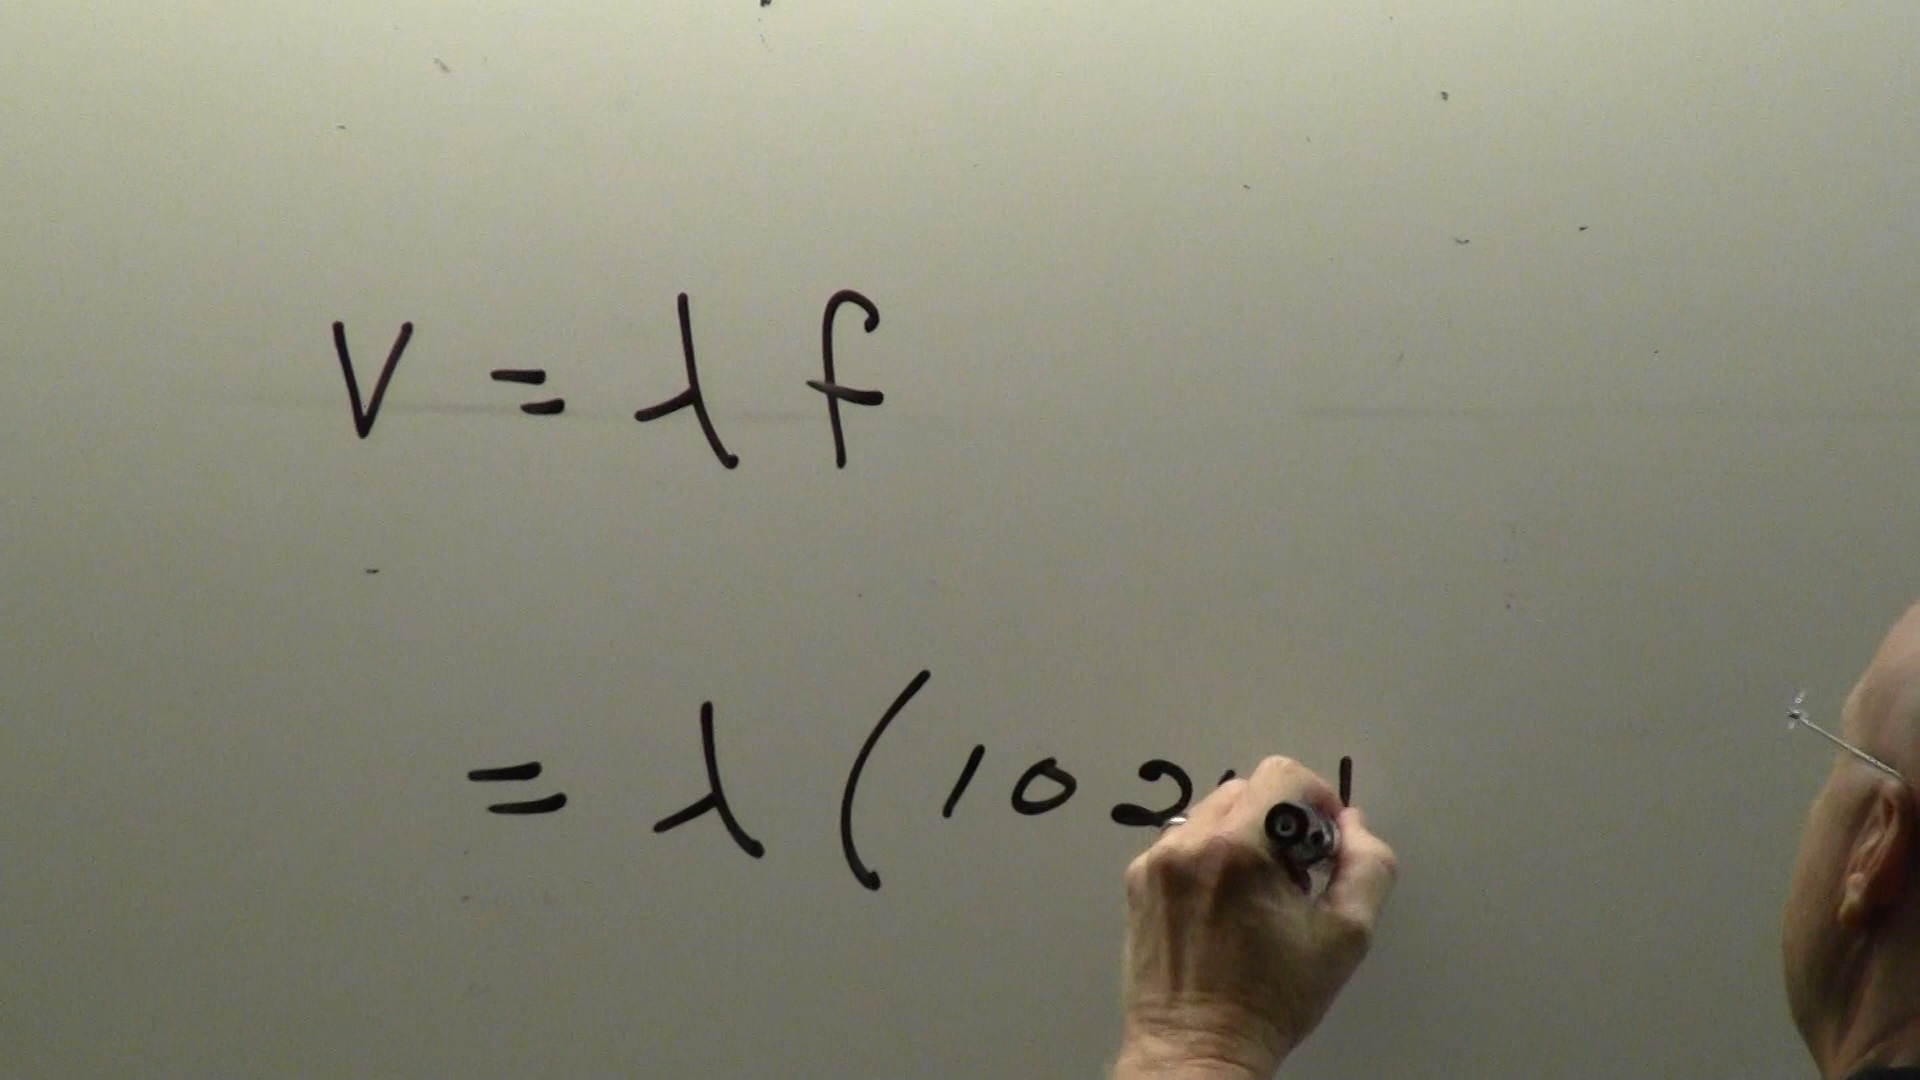 V = λ f
= λ ( 102